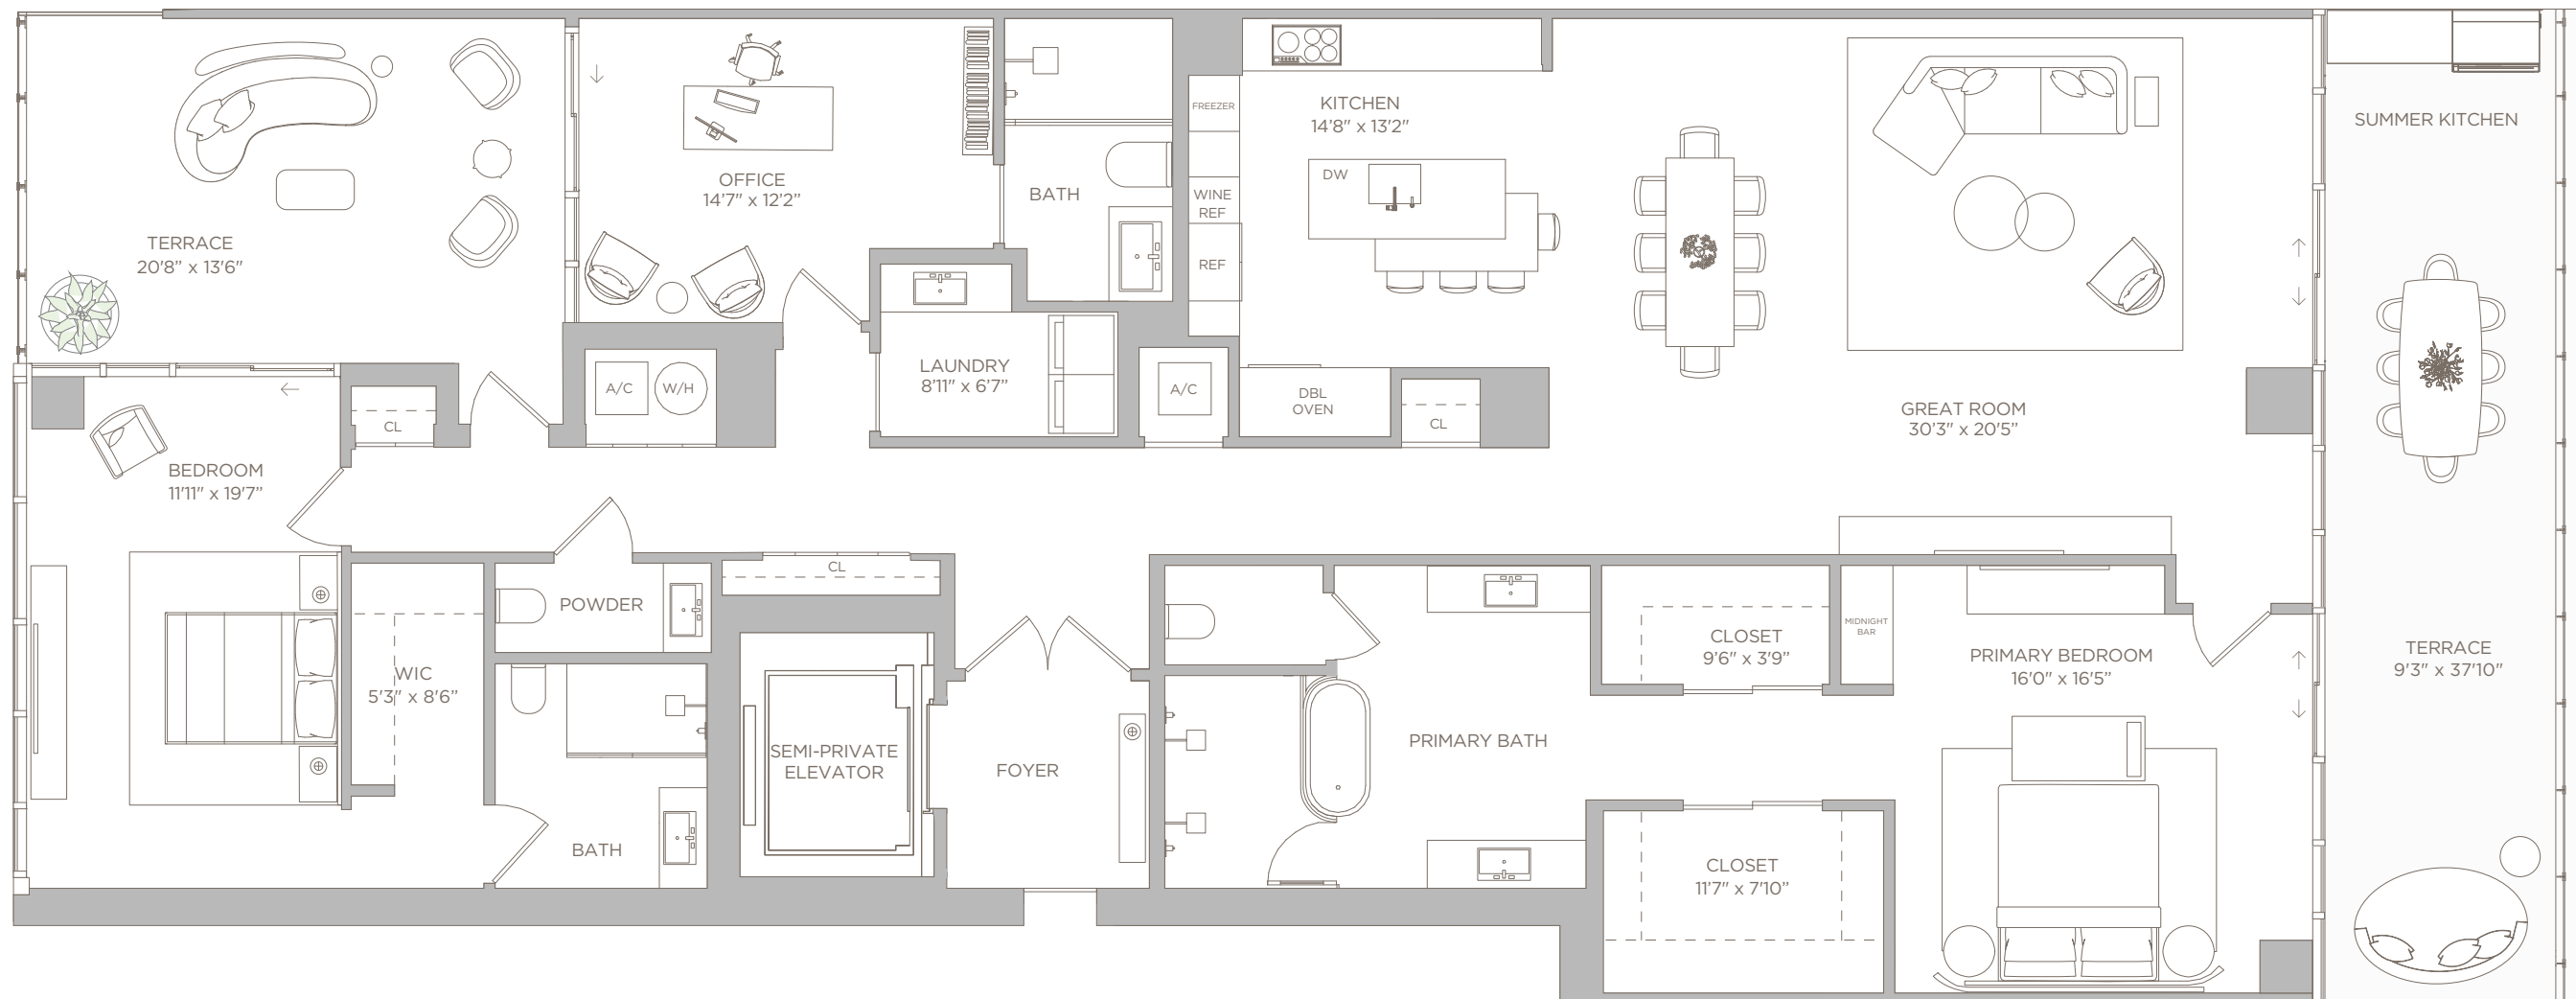 TERRACE
20'8" x 13'6"
OFFICE
14'7" x 12'2"
BATH
FREEZER
WINE
REF
REF
KITCHEN
14'8" x 13'2"
DW
SUMMER KITCHEN
A/C
W/H
LAUNDRY
8'11" x 6'7"
A/C
DBL
OVEN
CL
GREAT ROOM
30'3" x 20'5"
CL
BEDROOM
11'11" x 19'7"
WIC
5'3" x 8'6"
POWDER
CL
BATH
SEMI-PRIVATE
ELEVATOR
FOYER
PRIMARY BATH
CLOSET
9'6" x 3'9"
MIDNIGHT
BAR
PRIMARY BEDROOM
16'0" x 16'5"
TERRACE
9'3" x 37'10"
CLOSET
11'7" x 7'10"